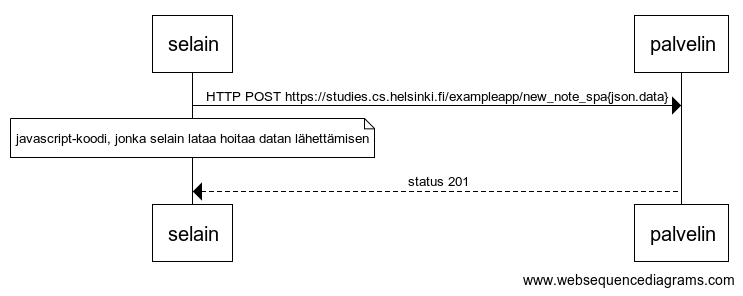 selain
palvelin
HTTP POST https://studies.cs.helsinki.fi/exampleapp/new_note_spa{json.data}
javascript-koodi, jonka selain lataa hoitaa datan lähettämisen
status 201
selain
palvelin
www.websequencediagrams.com